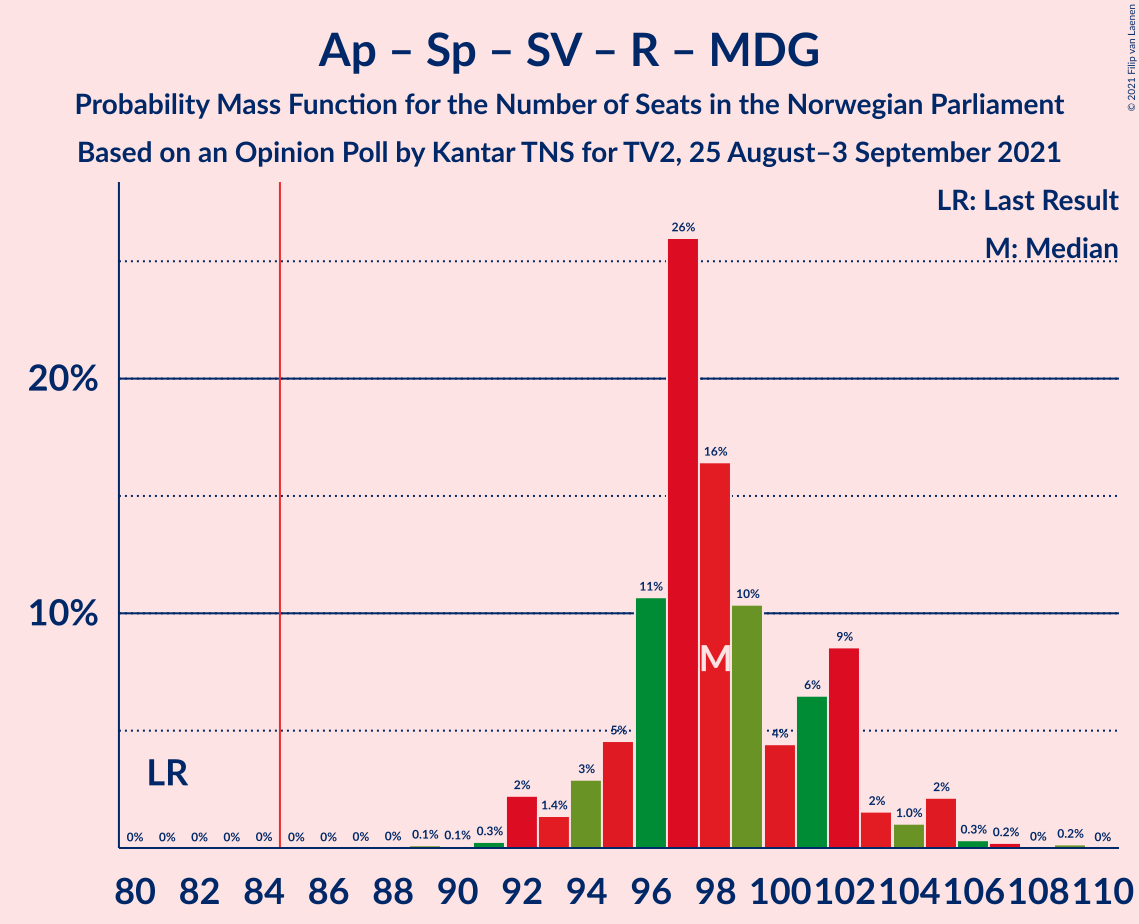 Ap – Sp – SV – R – MDG
Probability Mass Function for the Number of Seats in the Norwegian Parliament
Based on an Opinion Poll by Kantar TNS for TV2, 25 August–3 September 2021
© 2021 Filip van Laenen
LR: Last Result
M: Median
26%
20%
16%
11%
10%
10%
9%
M
6%
5%
4%
LR
3%
2%
1.4%
2%
1.0%
2%
0% 0% 0% 0% 0% 0% 0% 0% 0% 0.1% 0.1% 0.3% 0.3% 0.2% 0% 0.2% 0%
80 82 84 86 88 90 92 94 96 98 100 102 104 106 108 110